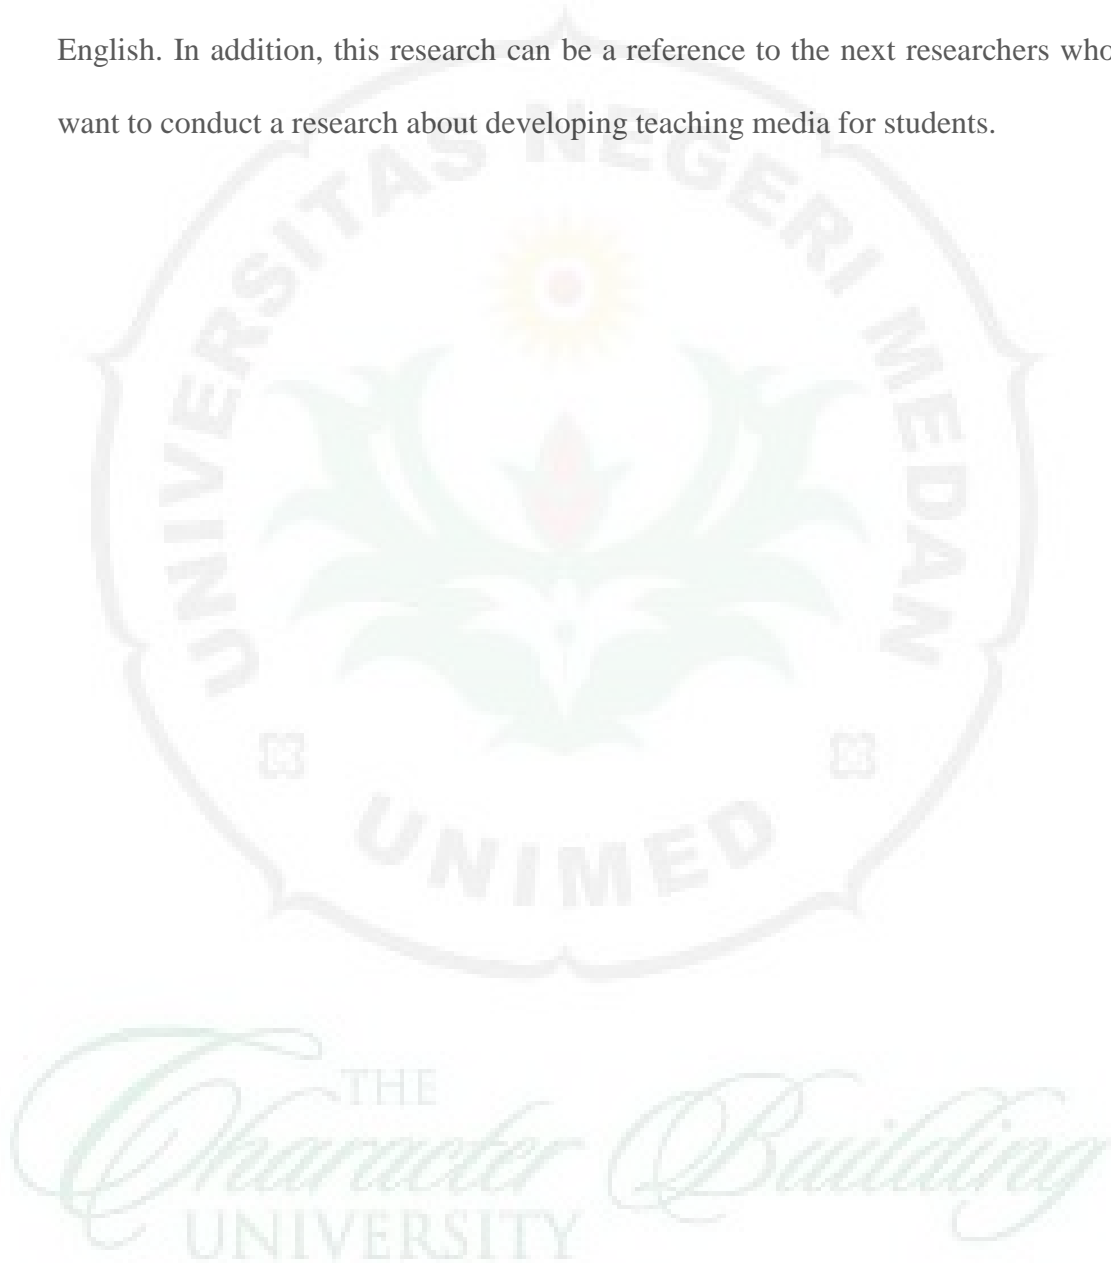 English. In addition, this research can be a reference to the next researchers who
want to conduct a research about developing teaching media for students.
UNIVERSITAS NEGERI MEDAN
UNIMED
THE
Character Building
UNIVERSITY